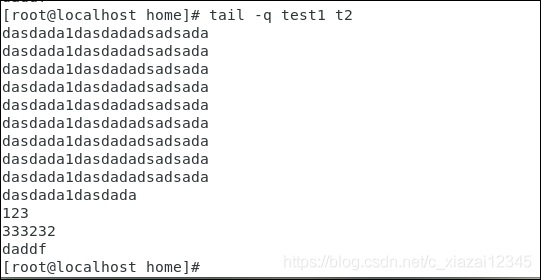 [root@localhost home]# tail -q test1 t2
dasdada1dasdadadsadsada
dasdada1dasdadadsadsada
dasdada1dasdadadsadsada
dasdada1dasdadadsadsada
dasdada1dasdadadsadsada
dasdada1dasdadadsadsada
dasdada1dasdadadsadsada
dasdada1dasdadadsadsada
dasdada1dasdadadsadsada
dasdada1dasdada
123
333232
daddf
[root@localhost home]#
https://blog.csdn.net/c_xiazai12345